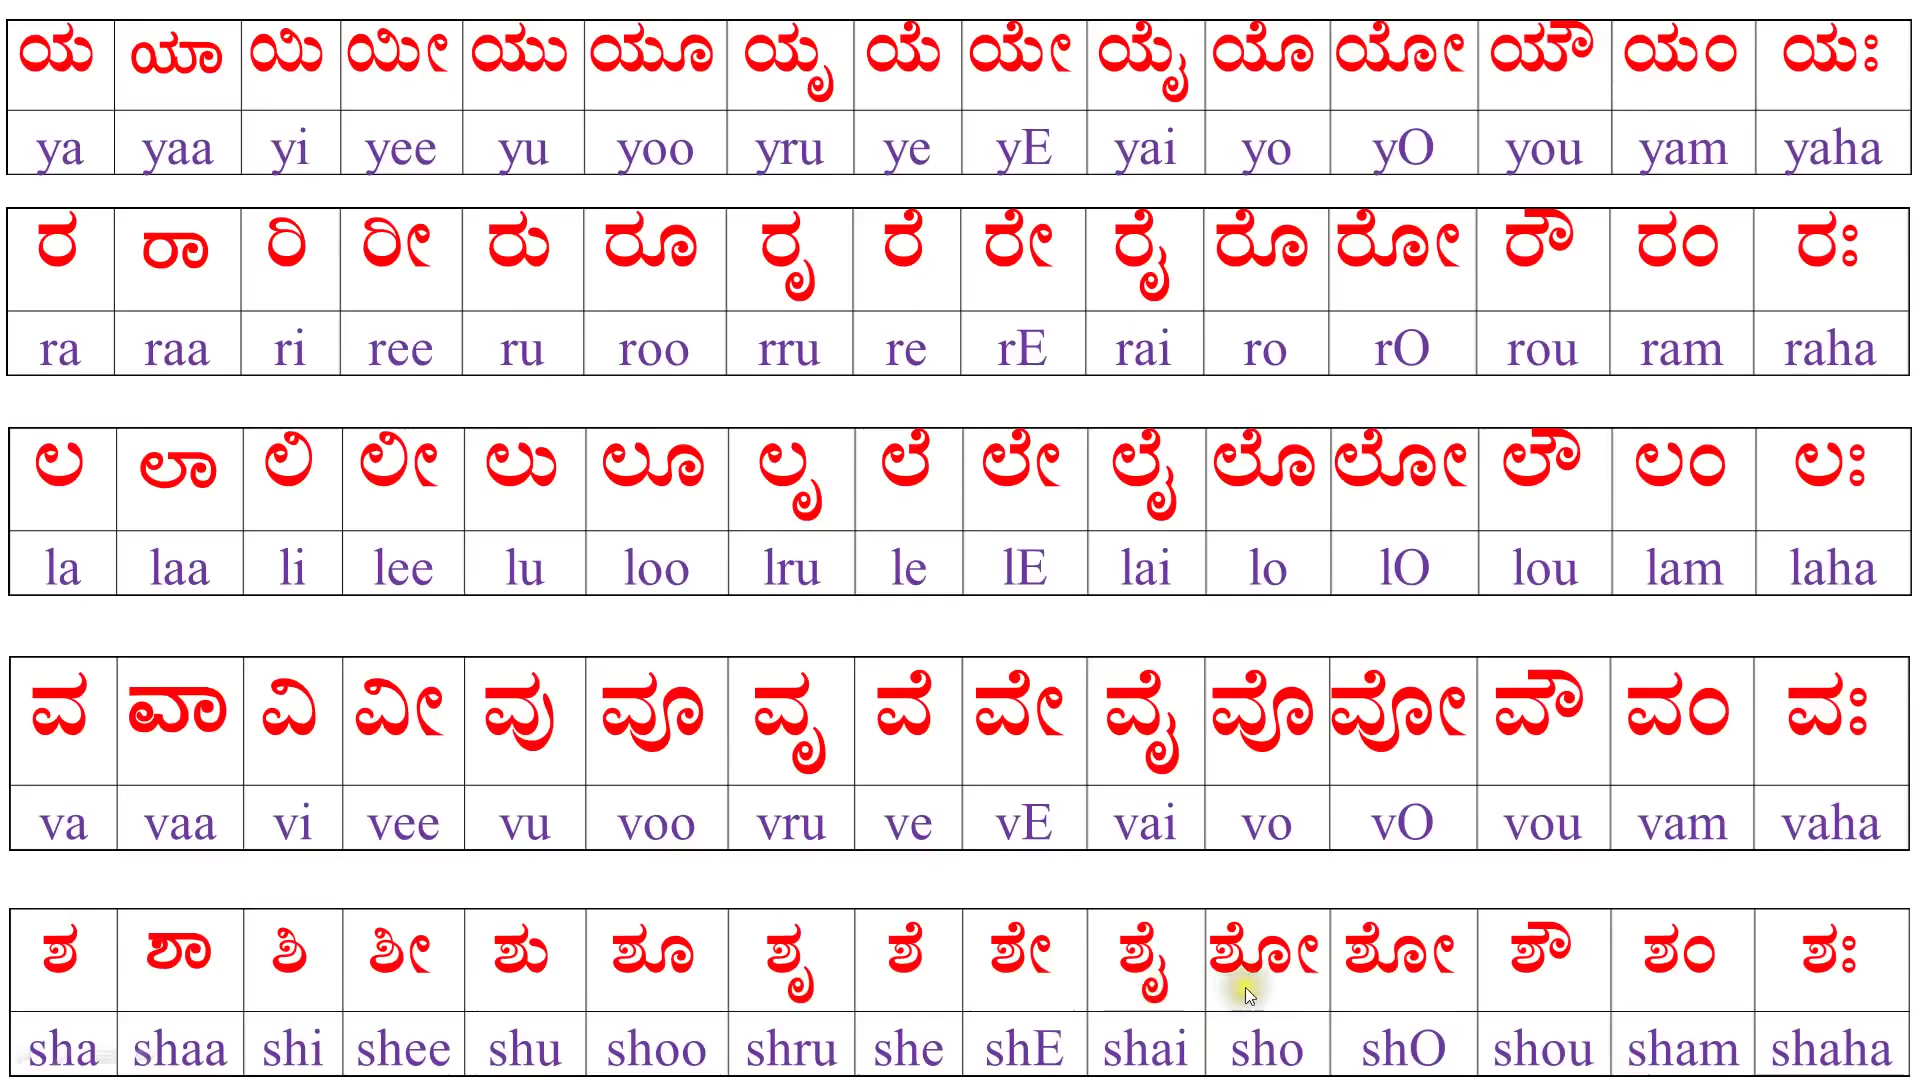 ಯ ಯಾ ಯಿ ಯೀ ಯು ಯೂ ಯೃ ಯೆ ಯೇ ಯೈ ಯೊ ಯೋ ಯೌ ಯಂ ಯಃ
ya yaa yi yee yu yoo yru ye yE yai yo yO you yam yaha
ರ ರಾ ರಿ ರೀ ರು ರೂ ರೃ ರೆ ರೇ ರೈ ರೊ ರೋ ರೌ ರಂ ರಃ
ra raa ri ree ru roo rru re rE rai ro rO rou ram raha
ಲ ಲಾ ಲಿ ಲೀ ಲು ಲೂ ಲೃ ಲೆ ಲೇ ಲೈ ಲೊ ಲೋ ಲೌ ಲಂ ಲಃ
la laa li lee lu loo lru le lE lai lo lO lou lam laha
ವ ವಾ ವಿ ವೀ ವು ವೂ ವೃ ವೆ ವೇ ವೈ ವೊ ವೋ ವೌ ವಂ ವಃ
va vaa vi vee vu voo vru ve vE vai vo vO vou vam vaha
ಶ ಶಾ ಶಿ ಶೀ ಶು ಶೂ ಶೃ ಶೆ ಶೇ ಶೈ ಶೋ ಶೋ ಶೌ ಶಂ ಶಃ
sha shaa shi shee shu shoo shru she shE shai sho shO shou sham shaha